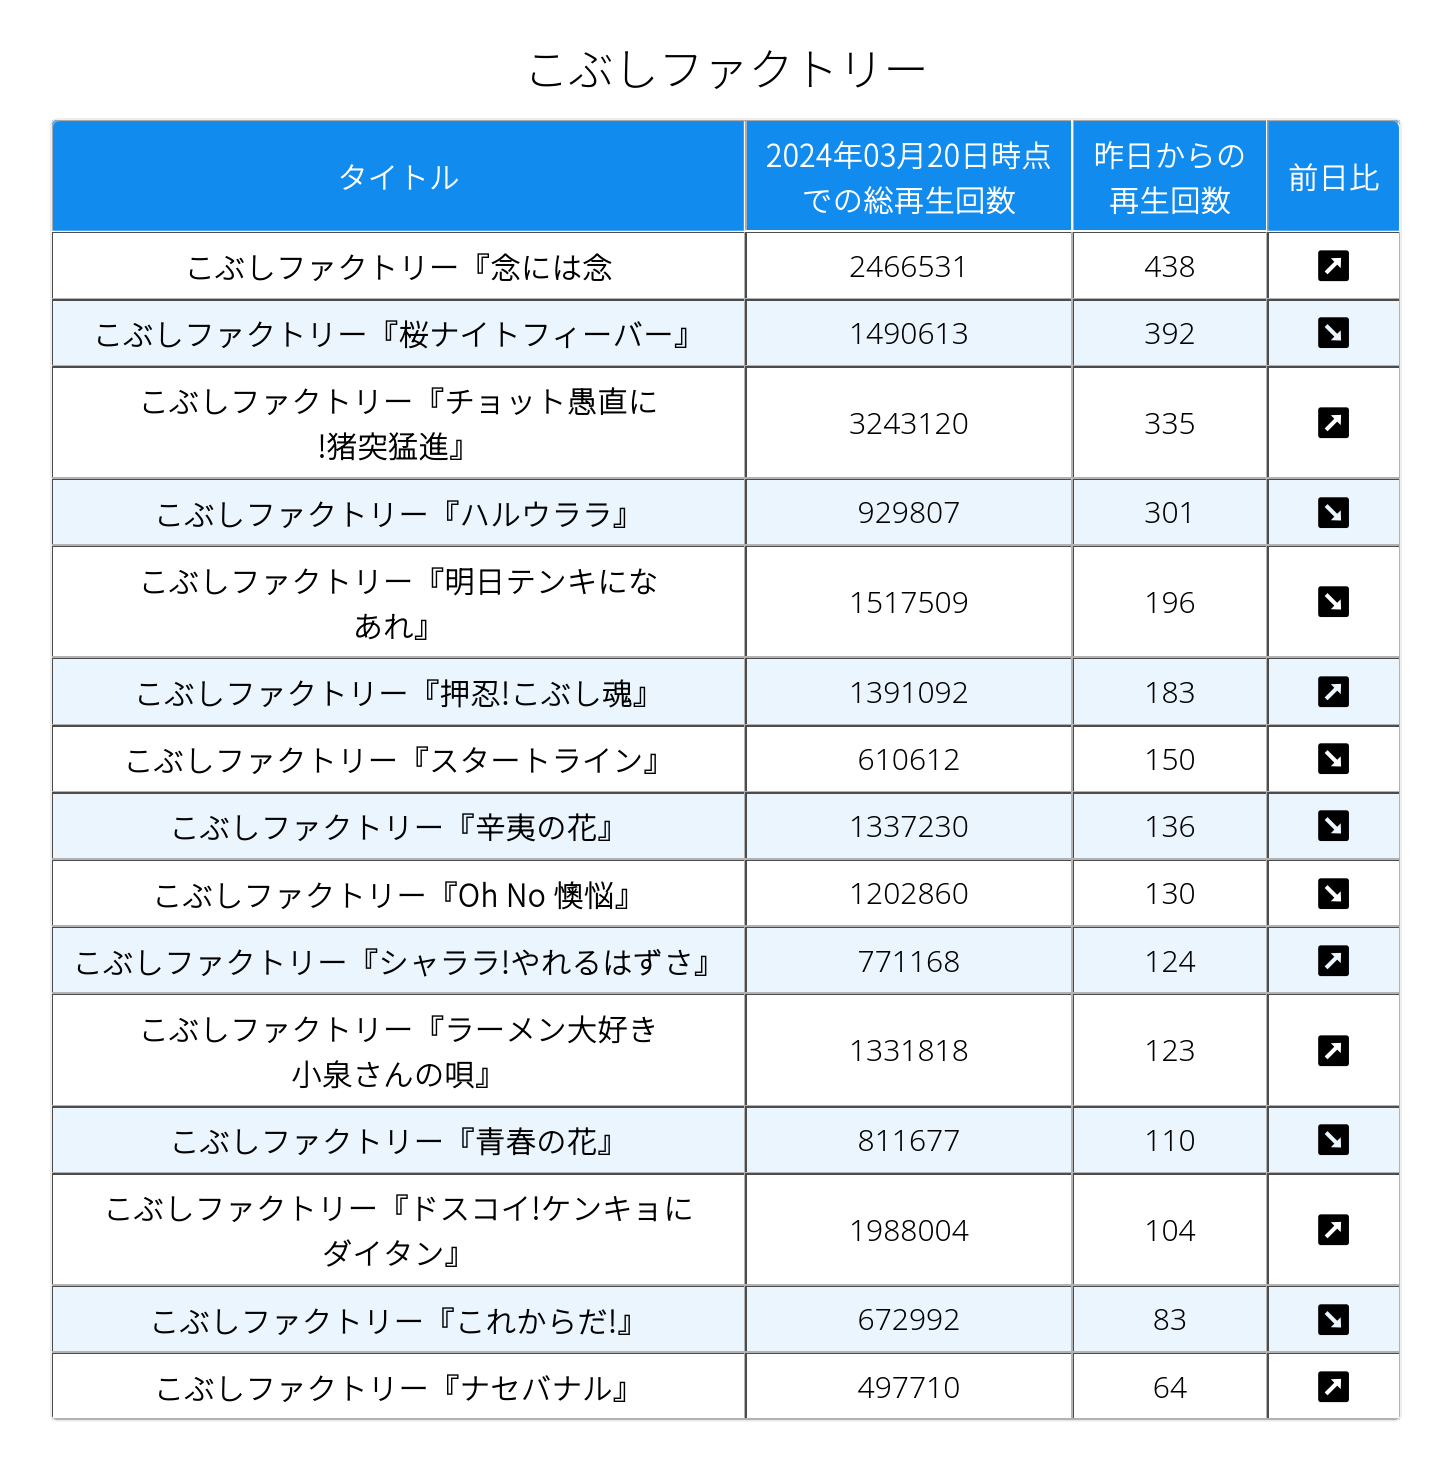 こぶしファクトリー
タイトル
2024年03月20日時点
での総再生回数
昨日からの
再生回数
前日比
こぶしファクトリー『念には念
2466531
438
こぶしファクトリー『桜ナイトフィーバー』
1490613
392
こぶしファクトリー『チョット愚直に
!猪突猛進』
3243120
335
こぶしファクトリー『ハルウララ』
929807
301
こぶしファクトリー『明日テンキにな
あれ』
1517509
196
こぶしファクトリー『押忍!こぶし魂』
1391092
183
こぶしファクトリー『スタートライン』
610612
150
こぶしファクトリー『辛夷の花』
1337230
136
こぶしファクトリー『Oh No 懊悩』
1202860
130
こぶしファクトリー『シャララ!やれるはずさ』
771168
124
こぶしファクトリー『ラーメン大好き
小泉さんの唄』
1331818
123
こぶしファクトリー『青春の花』
811677
110
こぶしファクトリー『ドスコイ!ケンキョに
ダイタン』
1988004
104
こぶしファクトリー『これからだ!』
672992
83
こぶしファクトリー『ナセバナル』
497710
64